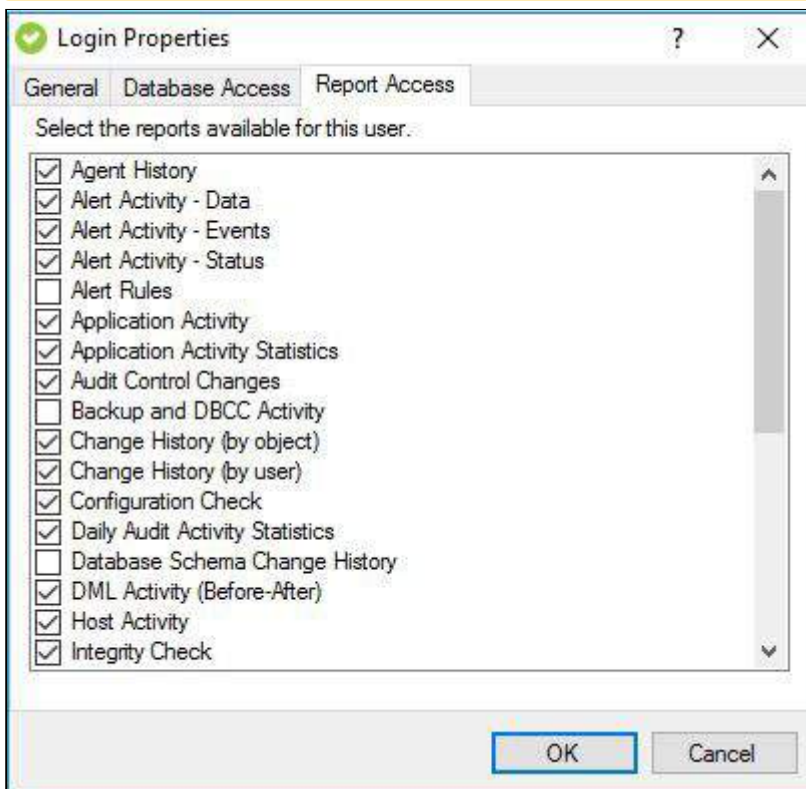 Login Properties ? X
General Database Access Report Access
Select the reports available for this user.
Agent History
Alert Activity - Data
Alert Activity - Events
Alert Activity - Status
Alert Rules
Application Activity
Application Activity Statistics
Audit Control Changes
Backup and DBCC Activity
Change History (by object)
Change History (by user)
Configuration Check
Daily Audit Activity Statistics
Database Schema Change History
DML Activity (Before-After)
Host Activity
Integrity Check
OK Cancel